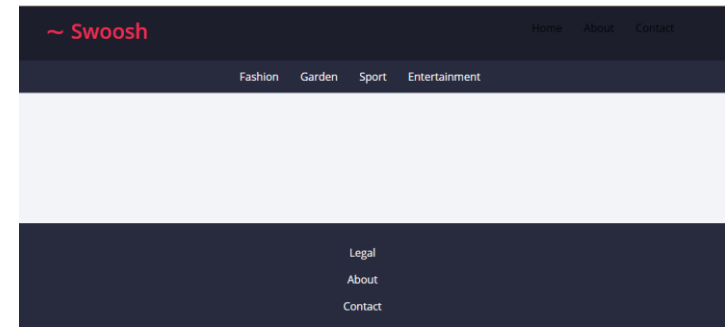 ~ Swoosh Home About Contact
Fashion Garden Sport Entertainment
Legal
About
Contact